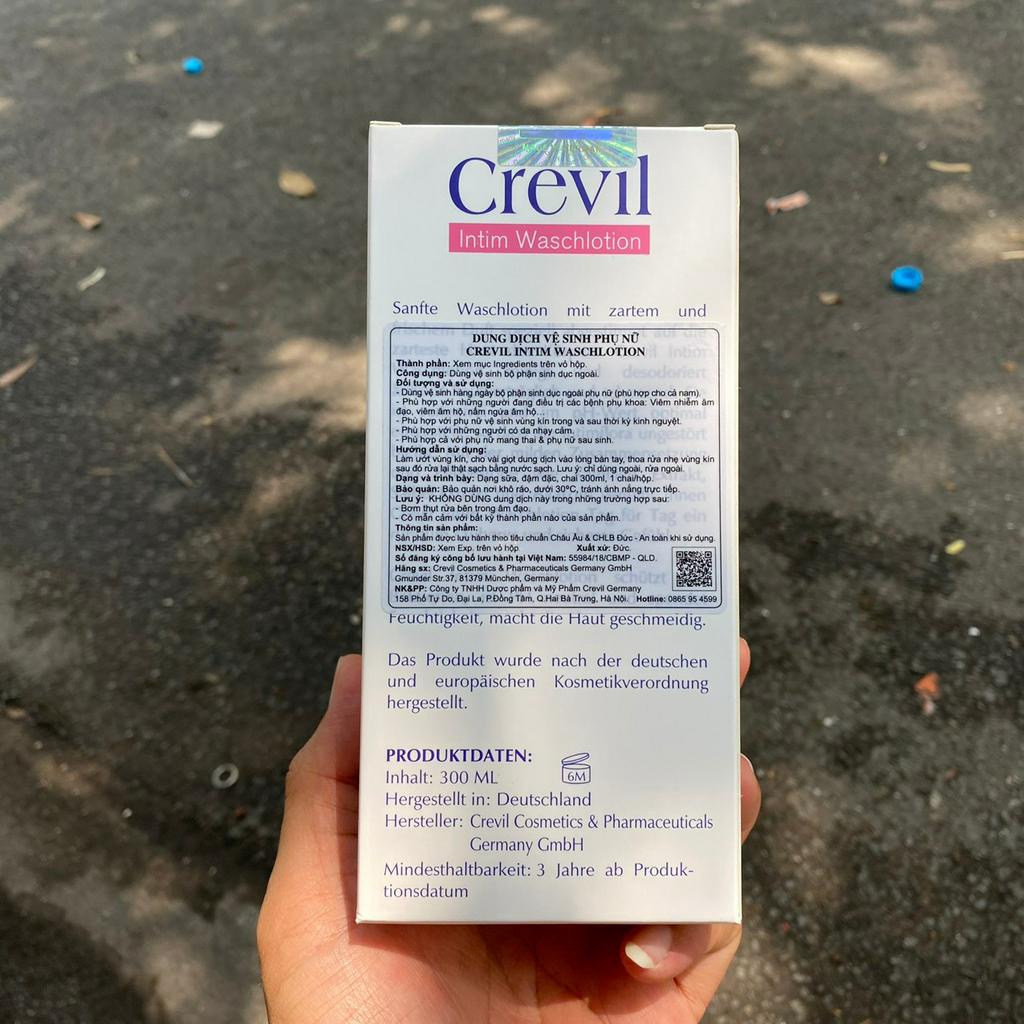 Crevil
Intim Waschlotion
Sanfte Waschlotion mit zartem und
DUNG DỊCH VỆ SINH PHỤ NỮ
CREVIL INTIM WASCHLOTION
Thành phần: Xem mục Ingredients trên vỏ hộp.
Công dụng: Dùng vệ sinh bộ phận sinh dục ngoài.
Đối tượng và sử dụng:
- Dùng vệ sinh hàng ngày bộ phận sinh dục ngoài phụ nữ (phù hợp cho cả nam).
- Phù hợp với những người đang điều trị các bệnh phụ khoa: Viêm nhiễm âm
đạo, viêm âm hộ, nấm ngứa âm hộ...
- Phù hợp với phụ nữ vệ sinh vùng kín trong và sau thời kỳ kinh nguyệt.
- Phù hợp với những người có da nhạy cảm.
- Phù hợp cả với phụ nữ mang thai & phụ nữ sau sinh.
Hướng dẫn sử dụng:
Làm ướt vùng kín, cho vài giọt dung dịch vào lòng bàn tay, thoa rửa nhẹ vùng kín
sau đó rửa lại thật sạch bằng nước sạch. Lưu ý: chỉ dùng ngoài, rửa ngoài.
Dạng và trình bày: Dạng sữa, đậm đặc, chai 300ml, 1 chai/hộp.
Bảo quản: Bảo quản nơi khô ráo, dưới 30ºC, tránh ánh nắng trực tiếp.
Lưu ý: KHÔNG DÙNG dung dịch này trong những trường hợp sau:
- Bơm thụt rửa bên trong âm đạo.
- Có mẫn cảm với bất kỳ thành phần nào của sản phẩm.
Thông tin sản phẩm:
Sản phẩm được lưu hành theo tiêu chuẩn Châu Âu & CHLB Đức - An toàn khi sử dụng.
NSX/HSD: Xem Exp. trên vỏ hộp Xuất xứ: Đức.
Số đăng ký công bố lưu hành tại Việt Nam: 55984/18/CBMP - QLD.
Hãng sx: Crevil Cosmetics & Pharmaceuticals Germany GmbH
Gmunder Str.37, 81379 München, Germany
NK&PP: Công ty TNHH Dược phẩm và Mỹ Phẩm Crevil Germany
158 Phố Tự Do, Đại La, P.Đồng Tâm, Q.Hai Bà Trưng, Hà Nội. Hotline: 0865 95 4599
Feuchtigkeit, macht die Haut geschmeidig.
Das Produkt wurde nach der deutschen
und europäischen Kosmetikverordnung
hergestellt.
PRODUKTDATEN:
Inhalt: 300 ML
6M
Hergestellt in: Deutschland
Hersteller: Crevil Cosmetics & Pharmaceuticals
Germany GmbH
Mindesthaltbarkeit: 3 Jahre ab Produk-
tionsdatum